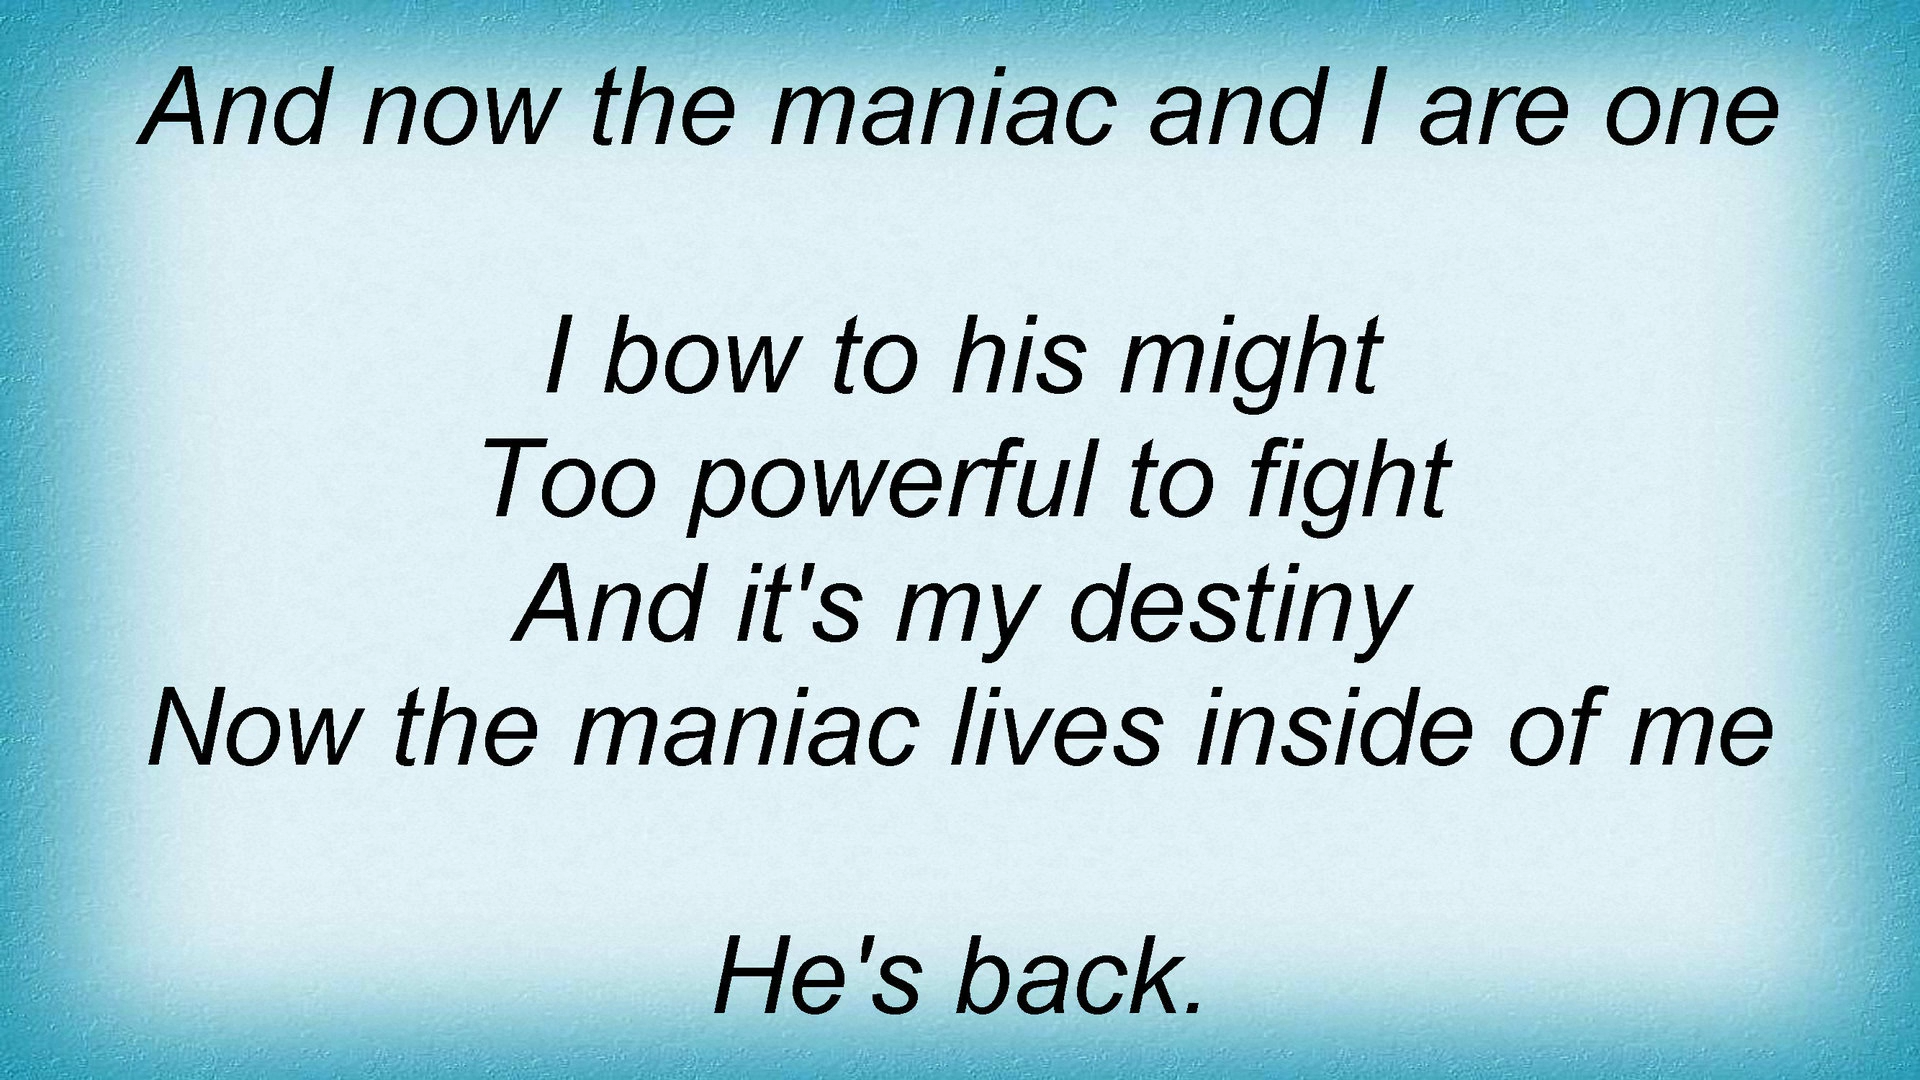 And now the maniac and I are one
I bow to his might
Too powerful to fight
And it's my destiny
Now the maniac lives inside of me
He's back.